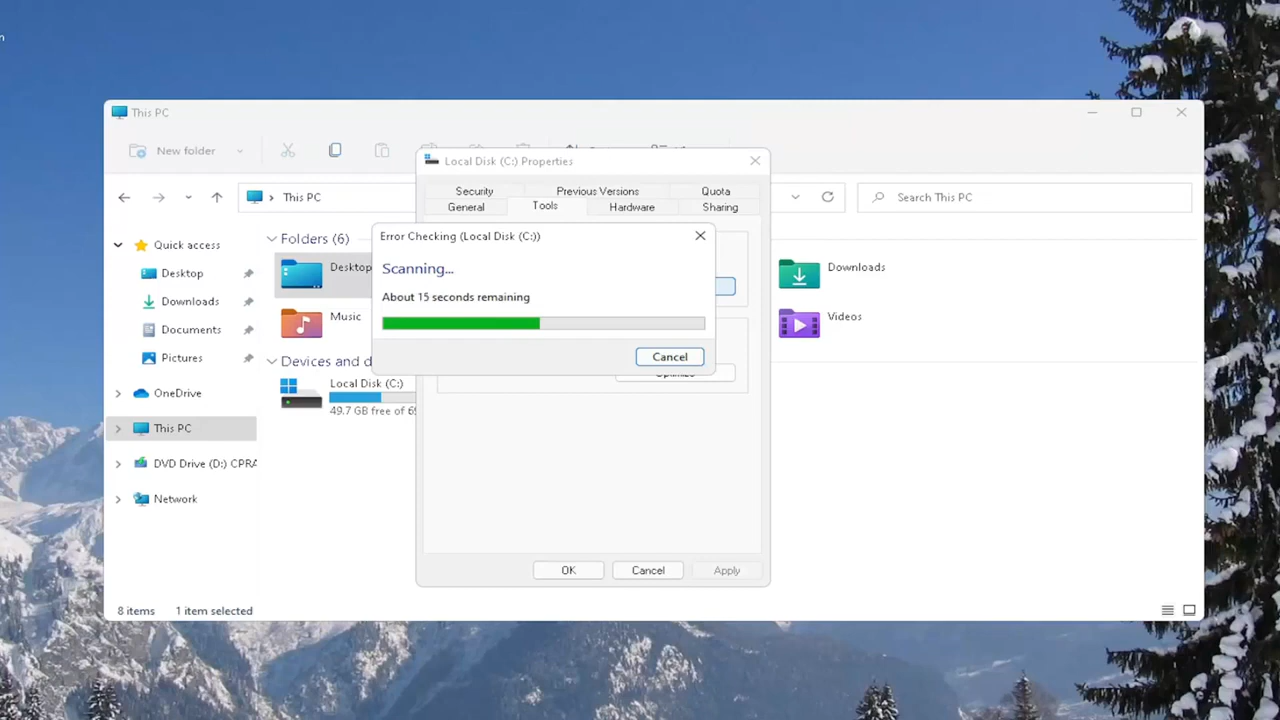 n
This PC
New folder
Local Disk (C:) Properties
Security
Previous Versions
Quota
General
Tools
Hardware
Sharing
This PC
Search This PC
Error Checking (Local Disk (C:))
Scanning...
About 15 seconds remaining
Cancel
Quick access
Desktop
Downloads
Documents
Pictures
OneDrive
This PC
DVD Drive (D:) CPRA
Network
Folders (6)
Desktop
Downloads
Music
Videos
Devices and d
Local Disk (C:)
49.7 GB free of
Optimize
OK
Cancel
Apply
8 items
1 item selected